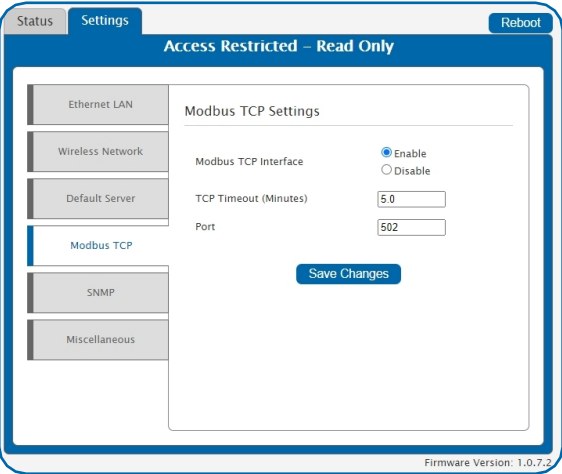 Status
Settings
Reboot
Access Restricted – Read Only
Ethernet LAN
Wireless Network
Default Server
Modbus TCP
SNMP
Miscellaneous
Modbus TCP Settings
Modbus TCP Interface
Enable
Disable
TCP Timeout (Minutes)
5.0
Port
502
Save Changes
Firmware Version: 1.0.7.2